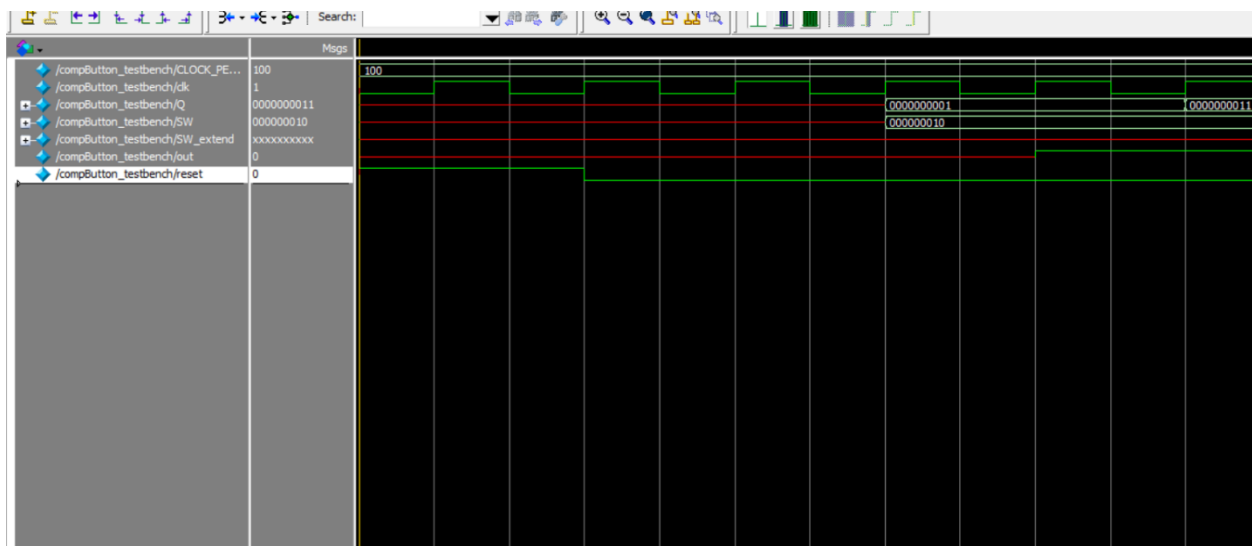 Search:
Msgs
/compButton_testbench/CLOCK_PE... 100 100
/compButton_testbench/clk 1
/compButton_testbench/Q 0000000011 0000000001 0000000011
/compButton_testbench/SW 000000010 000000010
/compButton_testbench/SW_extend xxxxxxxxxx
/compButton_testbench/out 0
/compButton_testbench/reset 0